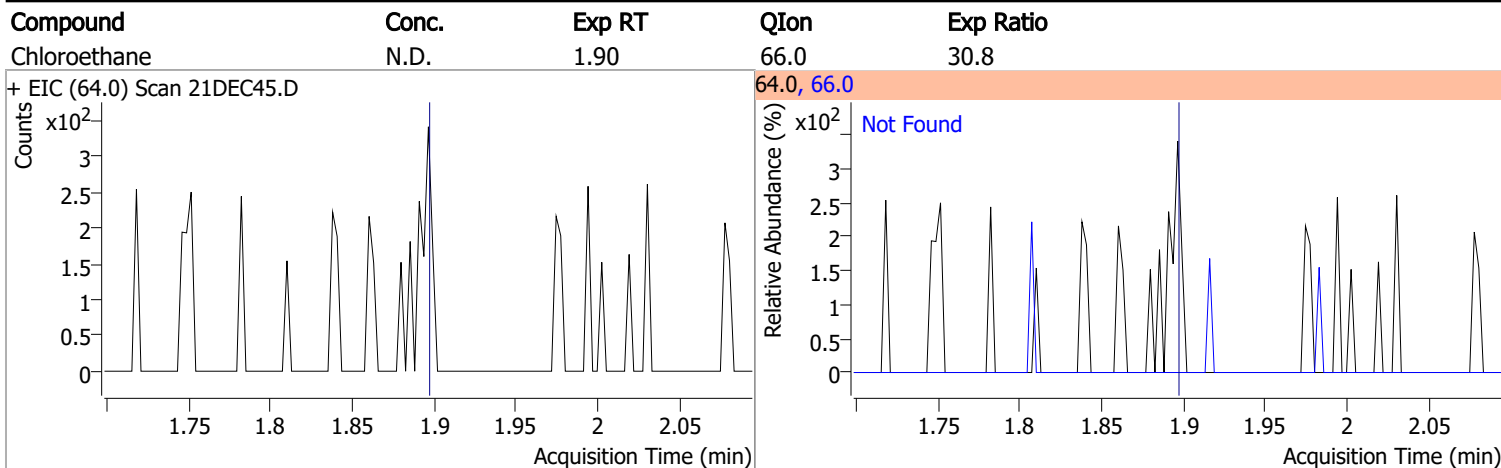 Compound Conc. Exp RT QIon Exp Ratio
Chloroethane N.D. 1.90 66.0 30.8
+ EIC (64.0) Scan 21DEC45.D
Counts
x10²
3
2.5
2
1.5
1
0.5
0
1.75 1.8 1.85 1.9 1.95 2 2.05
Acquisition Time (min)
64.0, 66.0
Relative Abundance (%)
x10²
Not Found
3
2.5
2
1.5
1
0.5
0
1.75 1.8 1.85 1.9 1.95 2 2.05
Acquisition Time (min)